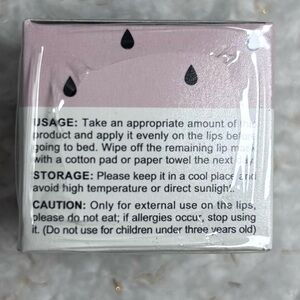 USAGE: Take an appropriate amount of
product and apply it evenly on the lips before
going to bed. Wipe off the remaining lip mask
with a cotton pad or paper towel the next
STORAGE: Please keep it in a cool place and
avoid high temperature or direct sunlight.
CAUTION: Only for external use on the lips,
please do not eat; if allergies occur, stop using
it. (Do not use for children under three years old)